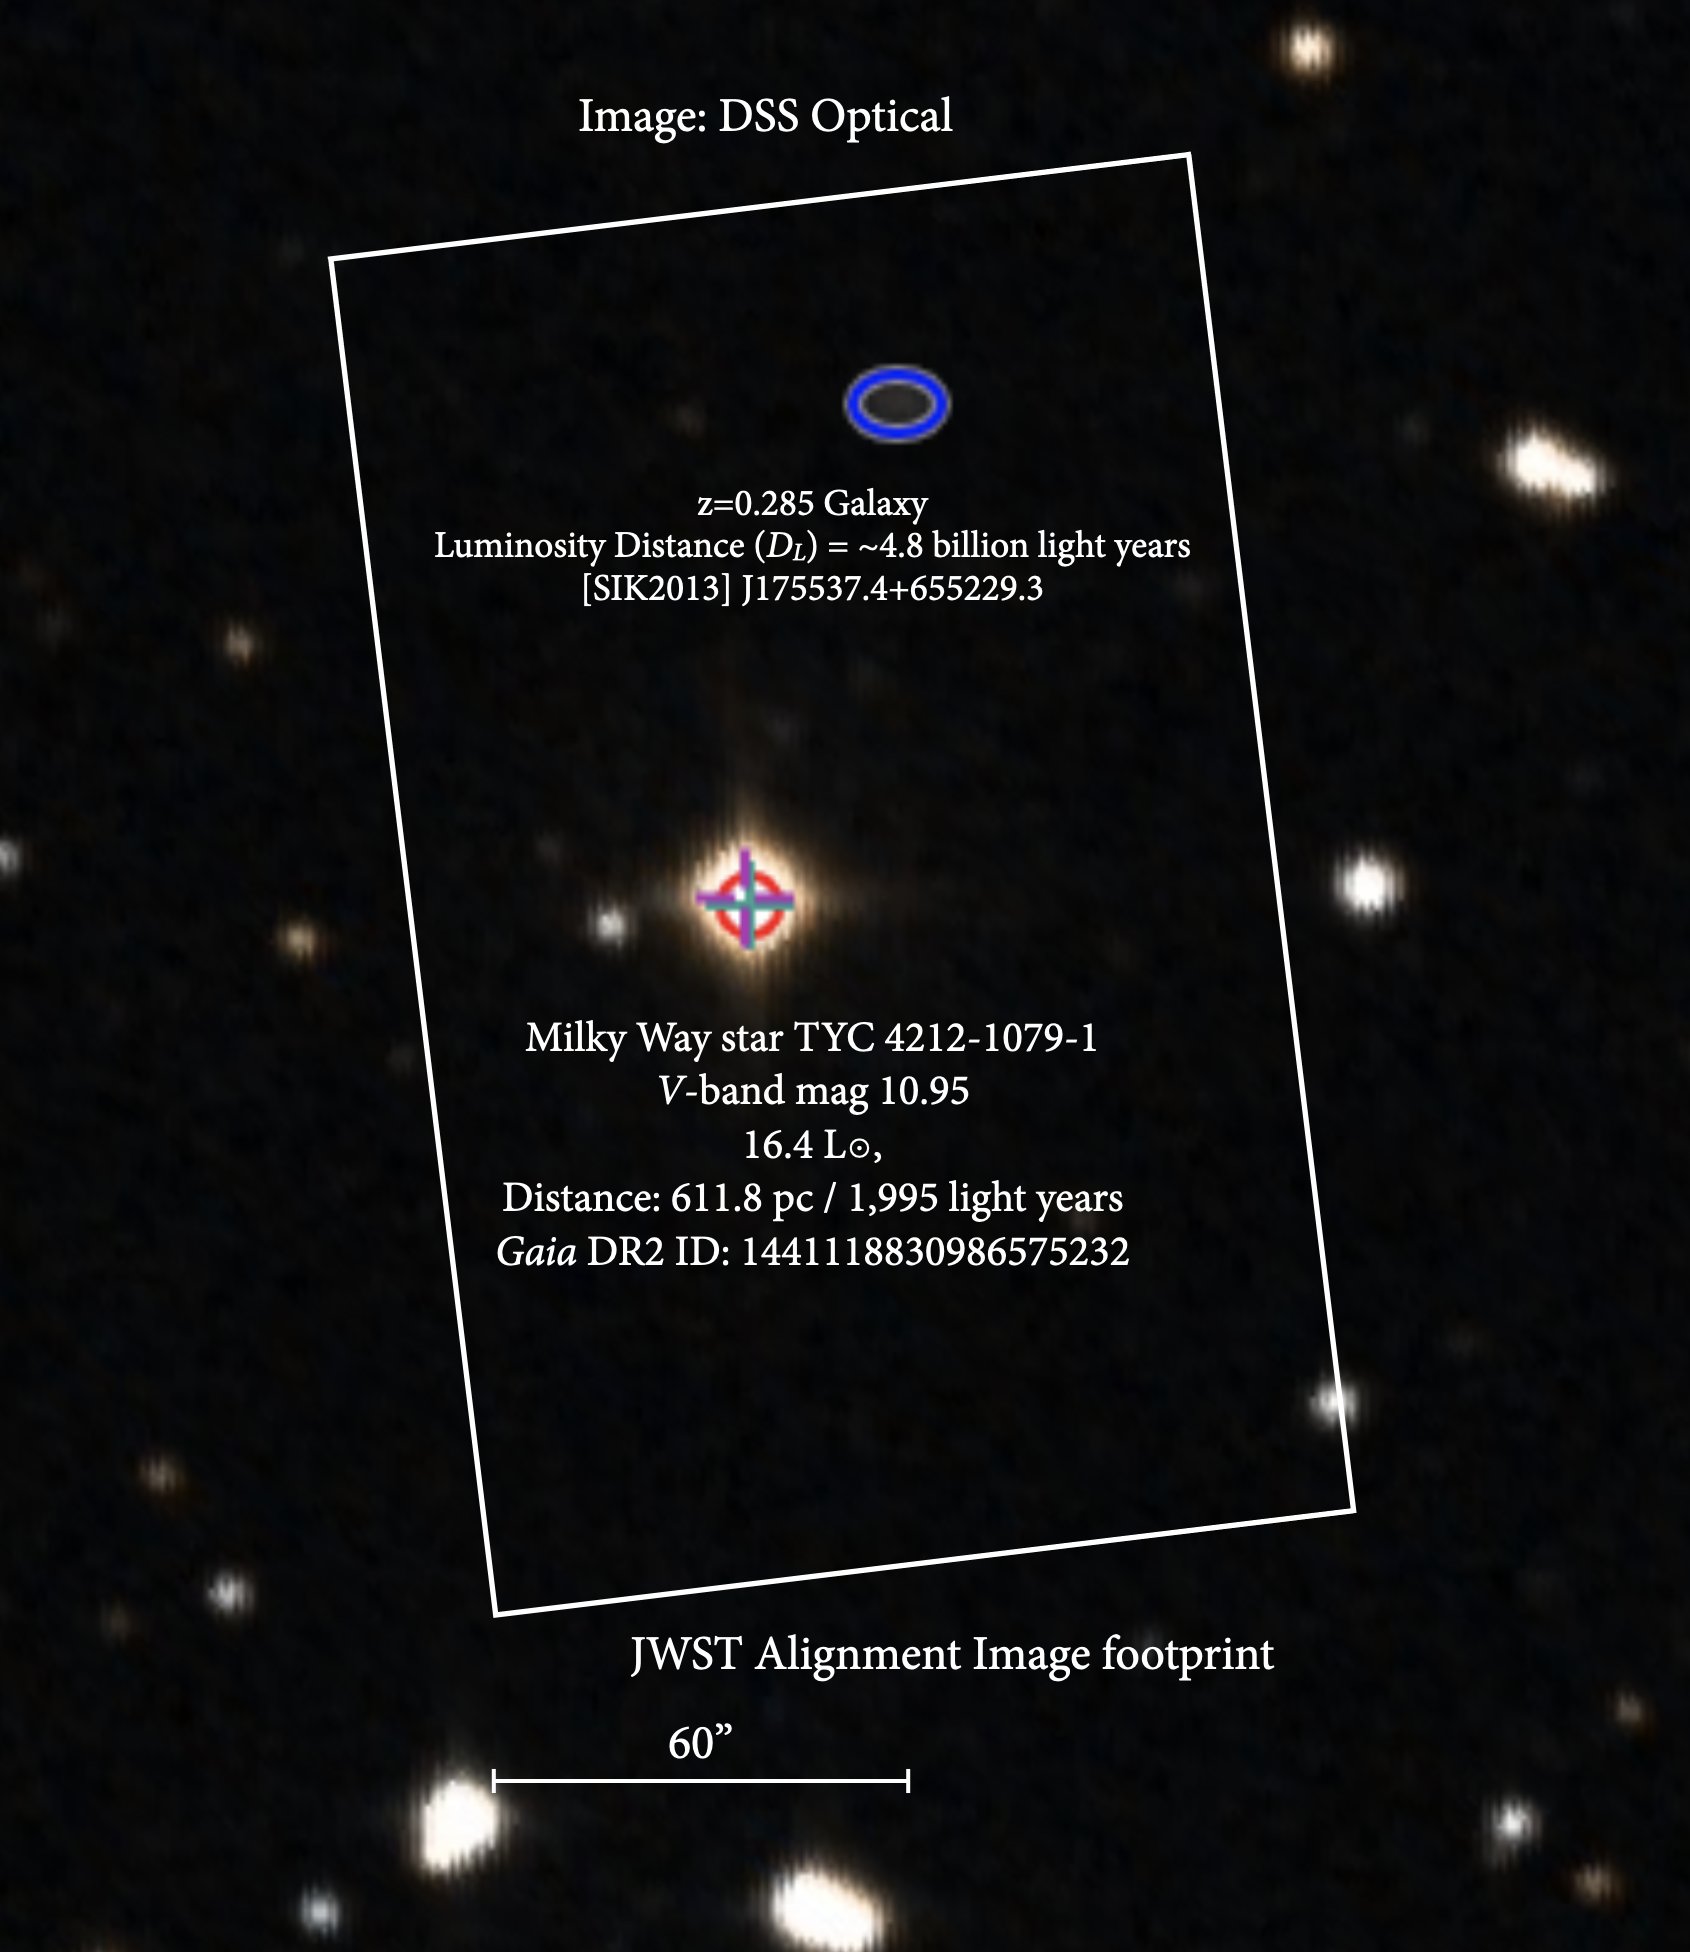 Image: DSS Optical
z=0.285 Galaxy
Luminosity Distance (D_L) = ~4.8 billion light years
[SIK2013] J175537.4+655229.3
Milky Way star TYC 4212-1079-1
V-band mag 10.95
16.4 L⊙,
Distance: 611.8 pc / 1,995 light years
Gaia DR2 ID: 1441118830986575232
JWST Alignment Image footprint
60”